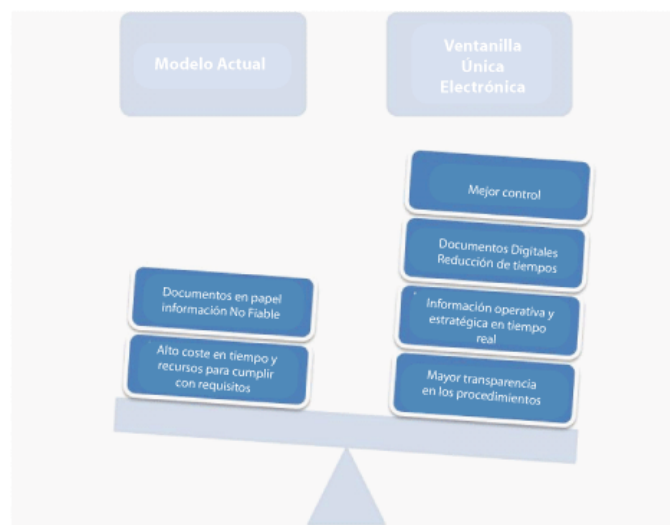 Modelo Actual
Ventanilla
Única
Electrónica
Mejor control
Documentos Digitales
Reducción de tiempos
Información operativa y
estratégica en tiempo
real
Mayor transparencia
en los procedimientos
Documentos en papel
información No Fiable
Alto coste en tiempo y
recursos para cumplir
con requisitos